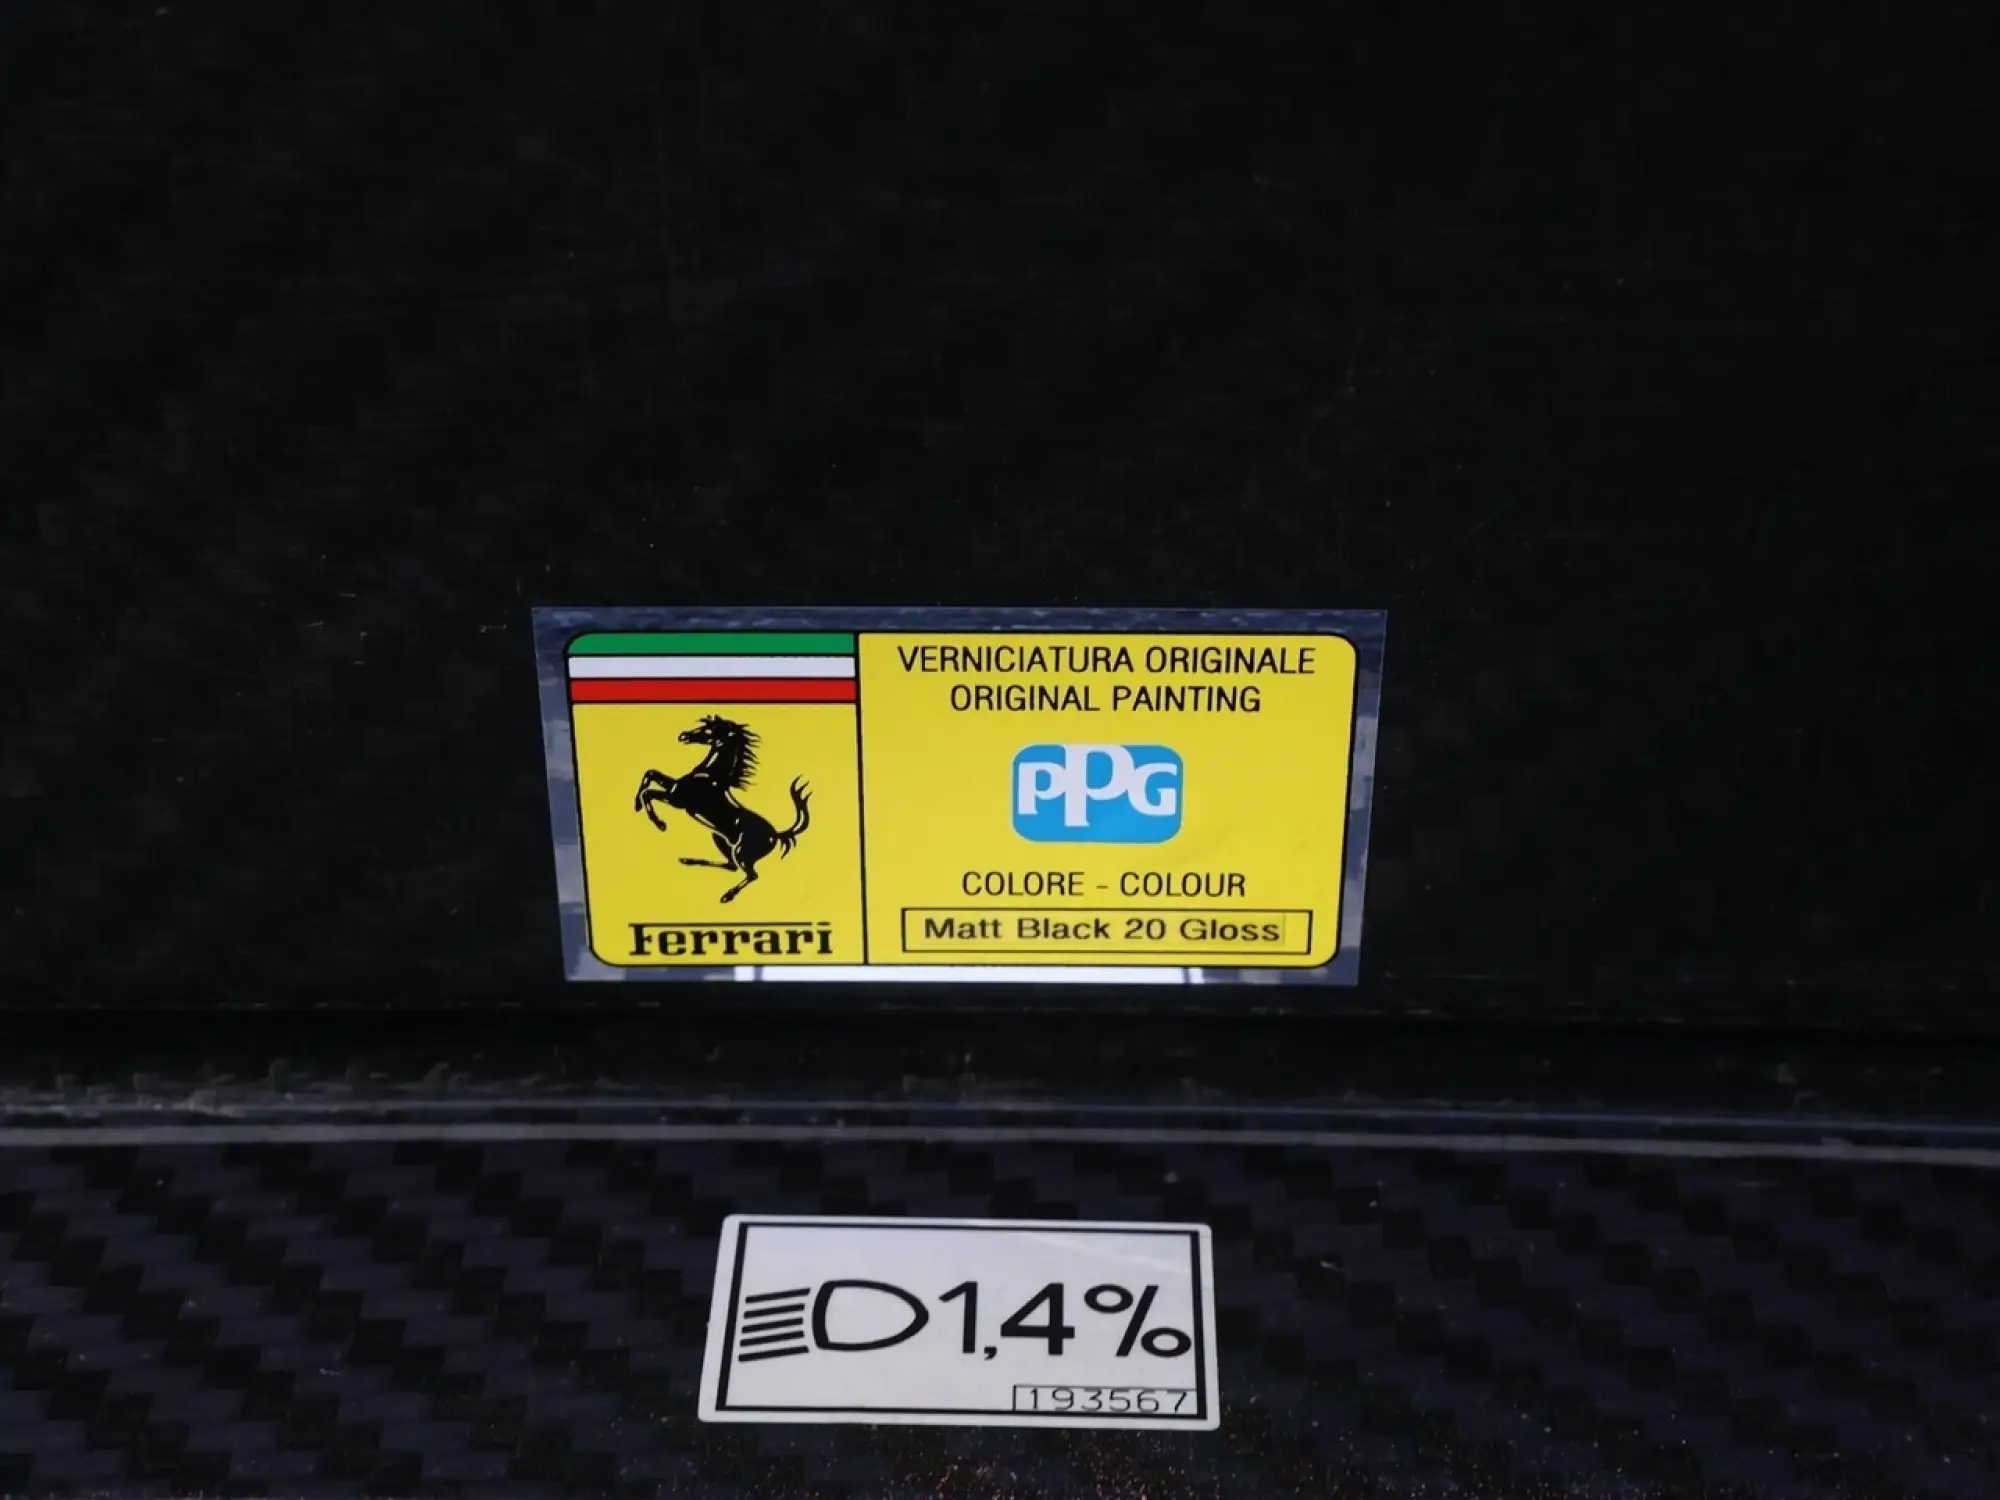 VERNICIATURA ORIGINALE
ORIGINAL PAINTING
PPG
COLORE - COLOUR
Matt Black 20 Gloss
Ferrari
1,4%
193567